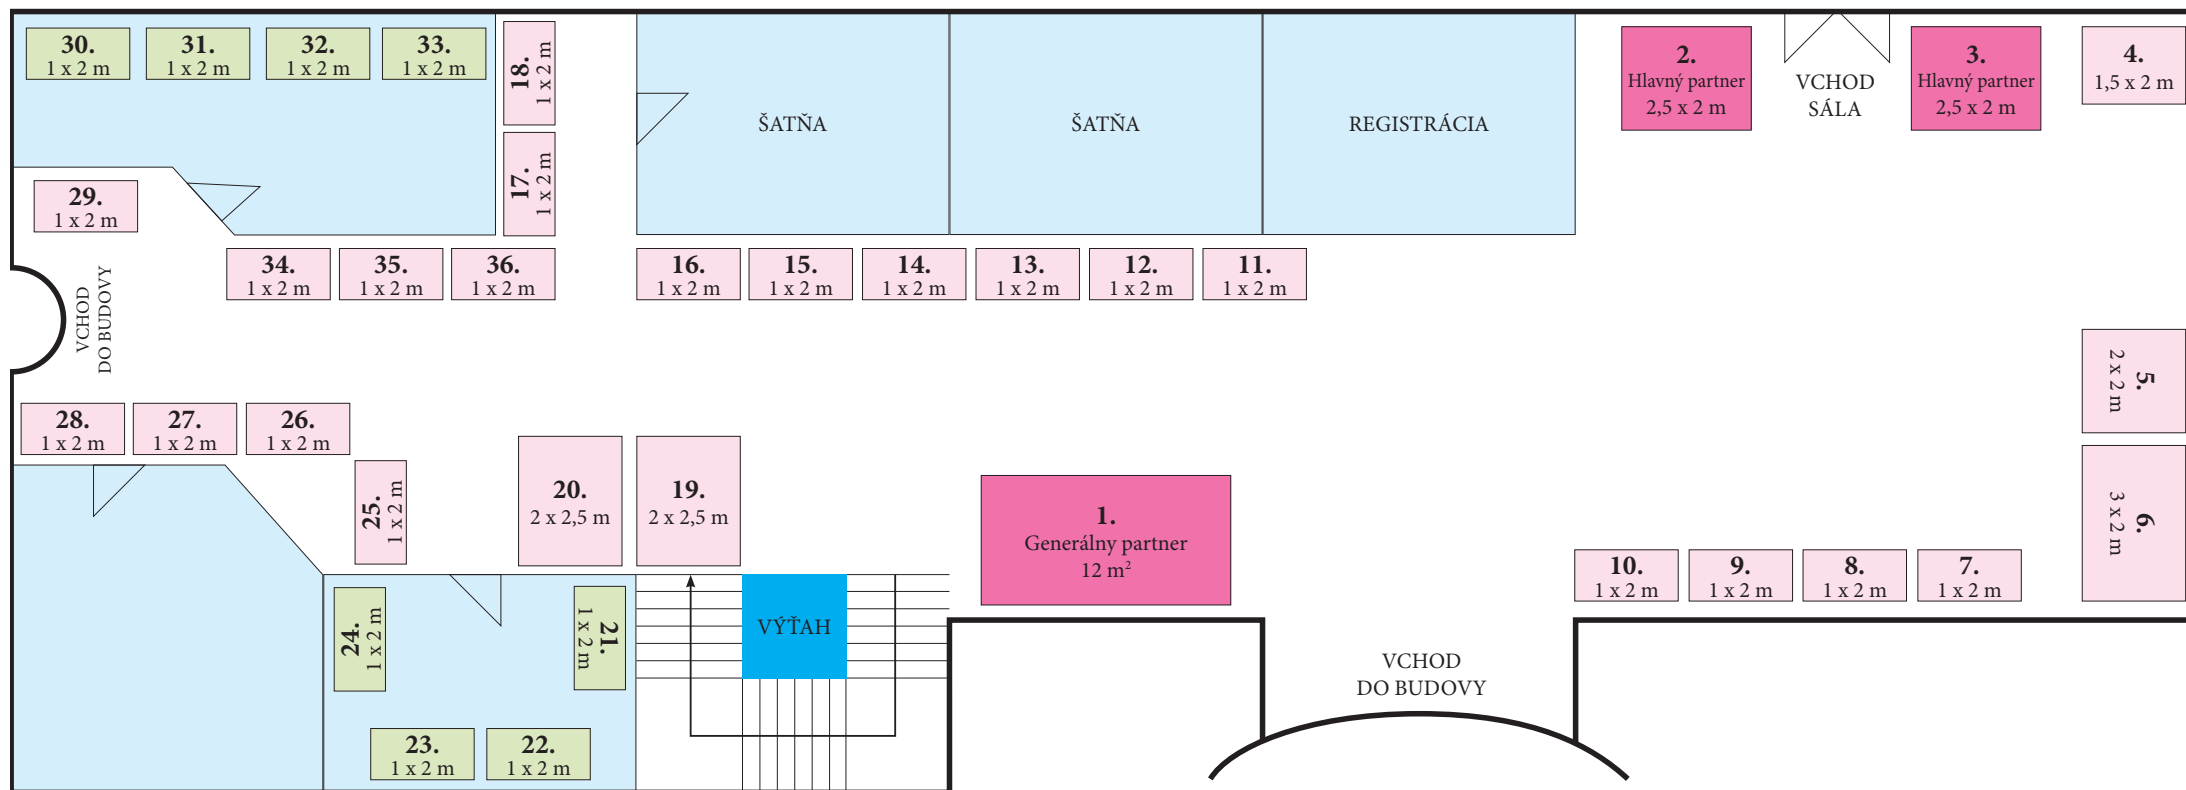 30.
1 x 2 m
31.
1 x 2 m
32.
1 x 2 m
33.
1 x 2 m
18.
1 x 2 m
17.
1 x 2 m
ŠATŇA
ŠATŇA
REGISTRÁCIA
2.
Hlavný partner
2,5 x 2 m
VCHOD
SÁLA
3.
Hlavný partner
2,5 x 2 m
4.
1,5 x 2 m
29.
1 x 2 m
34.
1 x 2 m
35.
1 x 2 m
36.
1 x 2 m
16.
1 x 2 m
15.
1 x 2 m
14.
1 x 2 m
13.
1 x 2 m
12.
1 x 2 m
11.
1 x 2 m
VCHOD
DO BUDOVY
5.
2 x 2 m
6.
3 x 2 m
28.
1 x 2 m
27.
1 x 2 m
26.
1 x 2 m
25.
1 x 2 m
20.
2 x 2,5 m
19.
2 x 2,5 m
1.
Generálny partner
12 m²
10.
1 x 2 m
9.
1 x 2 m
8.
1 x 2 m
7.
1 x 2 m
24.
1 x 2 m
21.
1 x 2 m
VÝŤAH
23.
1 x 2 m
22.
1 x 2 m
VCHOD
DO BUDOVY